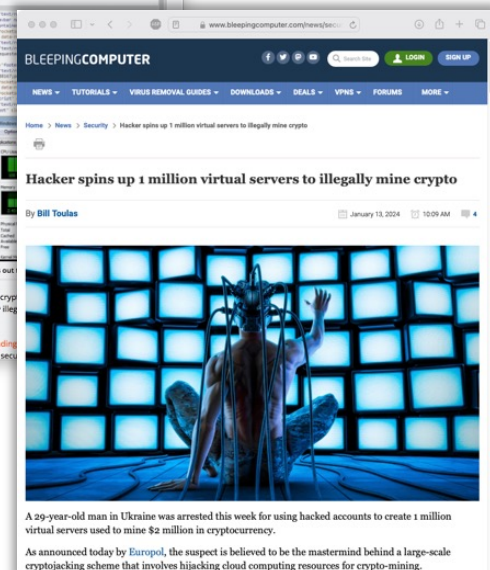 www.bleepingcomputer.com/news/secu
BLEEPINGCOMPUTER
Search Site
LOGIN
SIGN UP
NEWS
TUTORIALS
VIRUS REMOVAL GUIDES
DOWNLOADS
DEALS
VPNS
FORUMS
MORE
Home > News > Security > Hacker spins up 1 million virtual servers to illegally mine crypto
Hacker spins up 1 million virtual servers to illegally mine crypto
By Bill Toulas
January 13, 2024
10:09 AM
4
A 29-year-old man in Ukraine was arrested this week for using hacked accounts to create 1 million
virtual servers used to mine $2 million in cryptocurrency.
As announced today by Europol, the suspect is believed to be the mastermind behind a large-scale
cryptojacking scheme that involves hijacking cloud computing resources for crypto-mining.